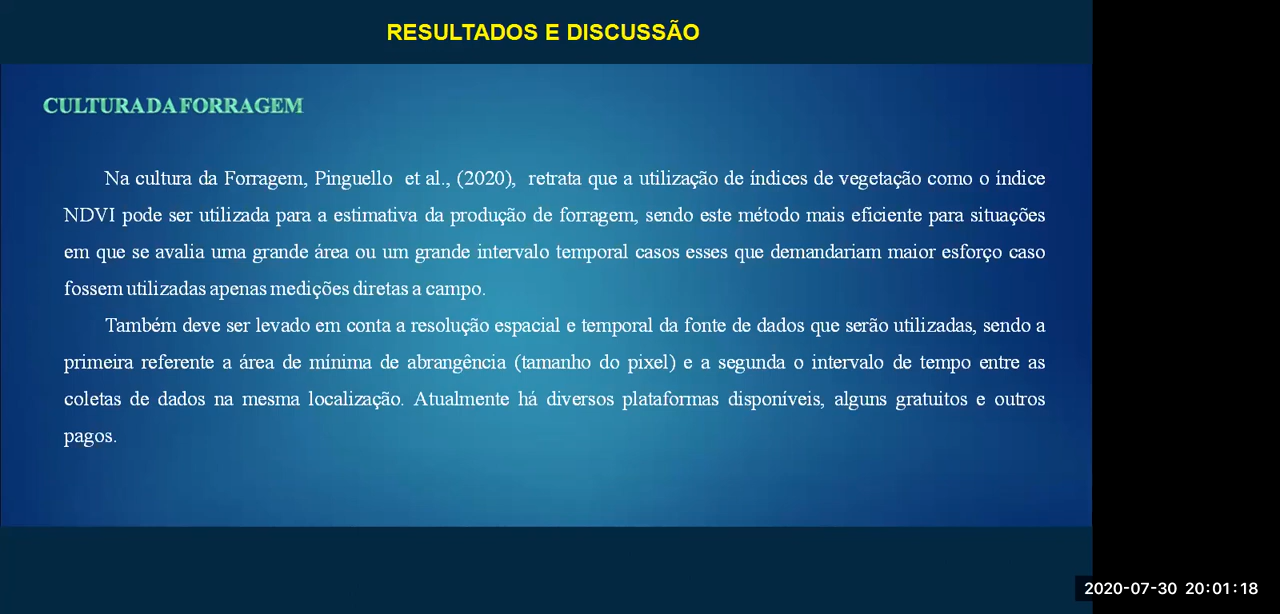 RESULTADOS E DISCUSSÃO
CULTURA DA FORRAGEM
Na cultura da Forragem, Pinguello et al., (2020), retrata que a utilização de índices de vegetação como o índice
NDVI pode ser utilizada para a estimativa da produção de forragem, sendo este método mais eficiente para situações
em que se avalia uma grande área ou um grande intervalo temporal casos esses que demandariam maior esforço caso
fossem utilizadas apenas medições diretas a campo.
Também deve ser levado em conta a resolução espacial e temporal da fonte de dados que serão utilizadas, sendo a
primeira referente a área de mínima de abrangência (tamanho do pixel) e a segunda o intervalo de tempo entre as
coletas de dados na mesma localização. Atualmente há diversos plataformas disponíveis, alguns gratuitos e outros
pagos.
2020-07-30 20:01:18